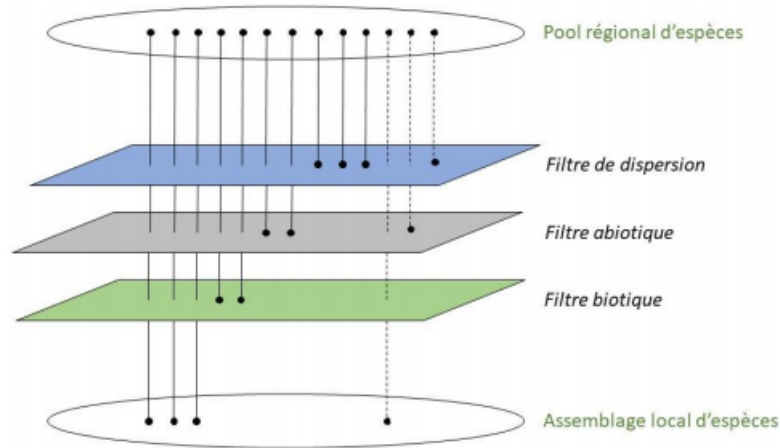 Pool régional d'espèces
Filtre de dispersion
Filtre abiotique
Filtre biotique
Assemblage local d'espèces